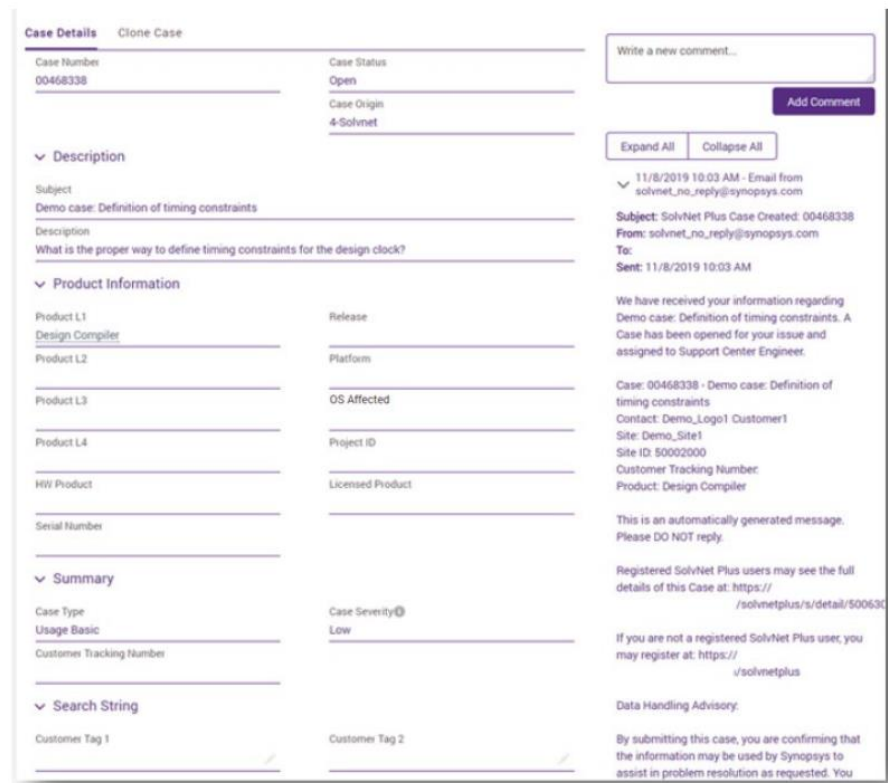 Case Details Clone Case
Case Number
00468338
Case Status
Open
Case Origin
4-Solvnet
Description
Subject
Demo case: Definition of timing constraints
Description
What is the proper way to define timing constraints for the design clock?
Product Information
Product L1
Design Compiler
Release
Product L2
Platform
Product L3
OS Affected
Product L4
Project ID
HW Product
Licensed Product
Serial Number
Summary
Case Type
Usage Basic
Case Severity
Low
Customer Tracking Number
Search String
Customer Tag 1
Customer Tag 2
Write a new comment...
Add Comment
Expand All Collapse All
11/8/2019 10:03 AM - Email from
solvnet_no_reply@synopsys.com
Subject: SolvNet Plus Case Created: 00468338
From: solvnet_no_reply@synopsys.com
To:
Sent: 11/8/2019 10:03 AM
We have received your information regarding
Demo case: Definition of timing constraints. A
Case has been opened for your issue and
assigned to Support Center Engineer.
Case: 00468338 - Demo case: Definition of
timing constraints
Contact: Demo_Logo1 Customer1
Site: Demo_Site1
Site ID: 50002000
Customer Tracking Number:
Product: Design Compiler
This is an automatically generated message.
Please DO NOT reply.
Registered SolvNet Plus users may see the full
details of this Case at: https://
/solvnetplus/s/detail/500630
If you are not a registered SolvNet Plus user, you
may register at: https://
/solvnetplus
Data Handling Advisory:
By submitting this case, you are confirming that
the information may be used by Synopsys to
assist in problem resolution as requested. You